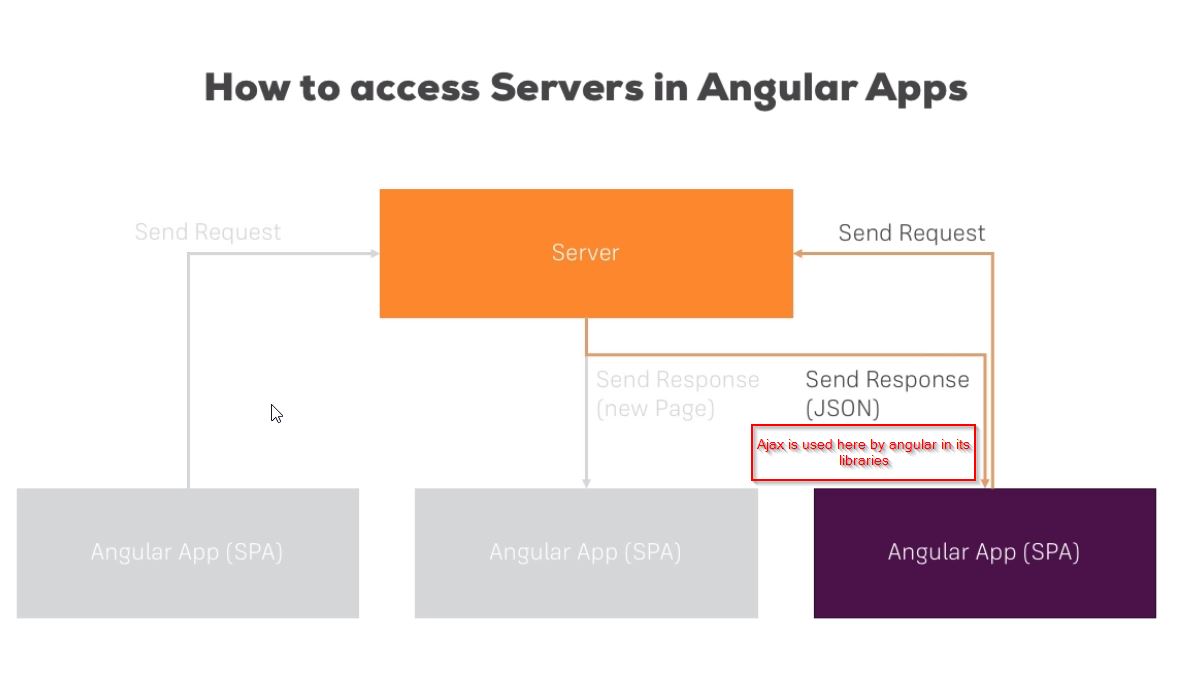 How to access Servers in Angular Apps
Send Request
Server
Send Request
Send Response
(new Page)
Send Response
(JSON)
Ajax is used here by angular in its
libraries
Angular App (SPA)
Angular App (SPA)
Angular App (SPA)